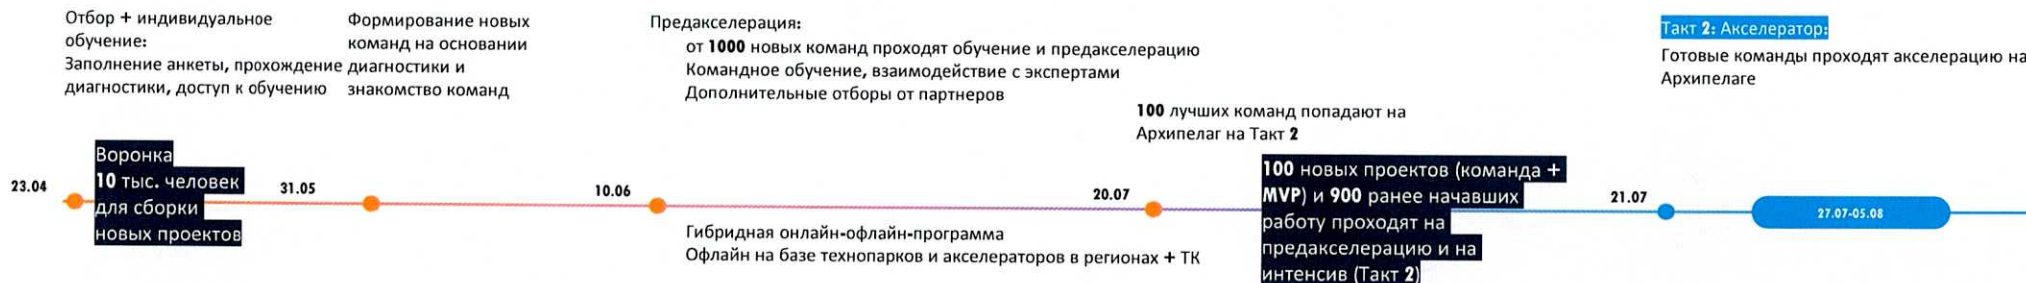 Отбор + индивидуальное
обучение:
Заполнение анкеты, прохождение
диагностики, доступ к обучению
Формирование новых
команд на основании
диагностики и
знакомство команд
Предакселерация:
от 1000 новых команд проходят обучение и предакселерацию
Командное обучение, взаимодействие с экспертами
Дополнительные отборы от партнеров
100 лучших команд попадают на
Архипелаг на Такт 2
Такт 2: Акселератор:
Готовые команды проходят акселерацию на
Архипелаге
23.04
Воронка
10 тыс. человек
для сборки
новых проектов
31.05
10.06
20.07
100 новых проектов (команда +
MVP) и 900 ранее начавших
работу проходят на
предакселерацию и на
интенсив (Такт 2)
21.07
27.07-05.08
Гибридная онлайн-офлайн-программа
Офлайн на базе технопарков и акселераторов в регионах + ТК